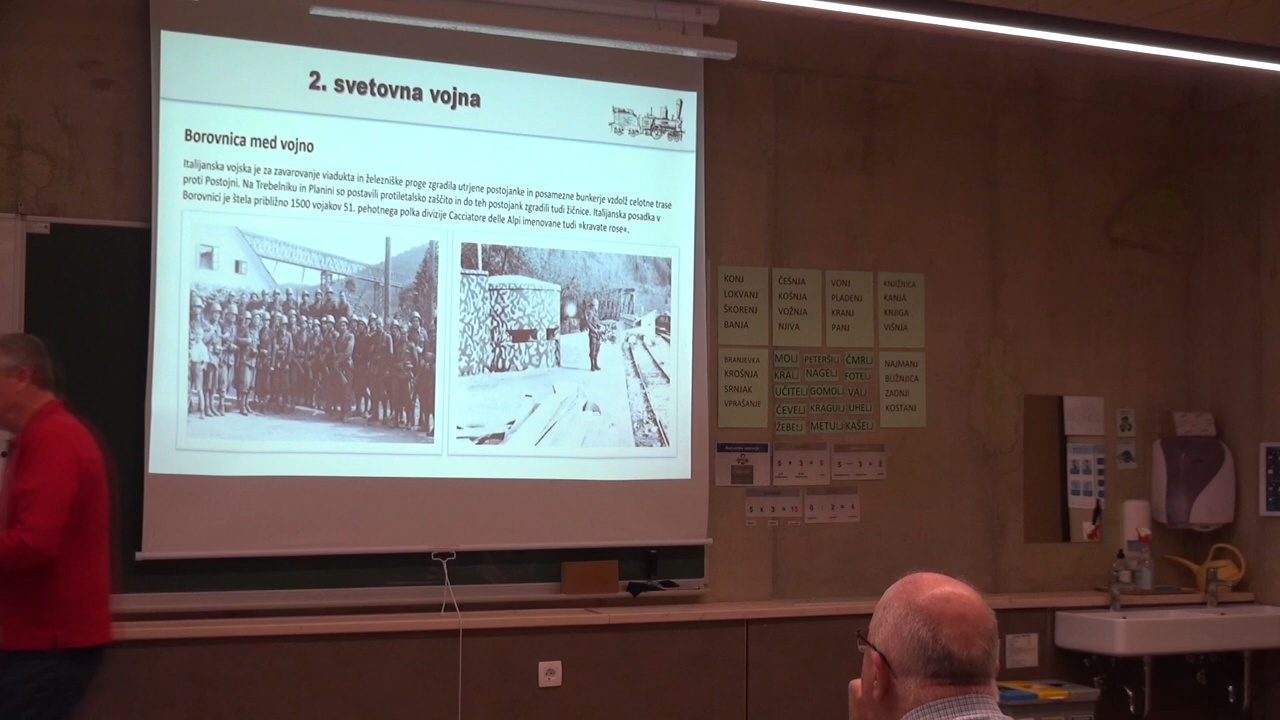 2. svetovna vojna
Borovnica med vojno
Italijanska vojska je za zavarovanje viadukta in železniške proge zgradila utrjene postojanke in posamezne bunkerje vzdolž celotne trase
proti Postojni. Na Trebelniku in Planini so postavili protiletalsko zaščito in do teh postojank zgradili tudi žičnice. Italijanska posadka v
Borovnici je štela približno 1500 vojakov 51. pehotnega polka divizije Cacciatore delle Alpi imenovane tudi »kravate rose«.
KONJ
LOKVANJ
ŠKORENJ
BANJA
ČEŠNJA
KOŠNJA
VOŽNJA
NJIVA
VONJ
PLADENJ
KRANJ
PANJ
KNJIŽNICA
KANJA
KNJIGA
VIŠNJA
BRANJEVKA
KROŠNJA
SRNJAK
VPRAŠANJE
MOLJ PETERŠILJ ČMRLJ
KRALJ NAGELJ FOTELJ
UČITELJ GOMOLJ VALJ
ČEVELJ KRAGULJ UHELJ
ŽEBELJ METULJ KAŠELJ
NAJMANJ
BLIŽNJICA
ZADNJI
KOSTANJ
5 x 3 = 15